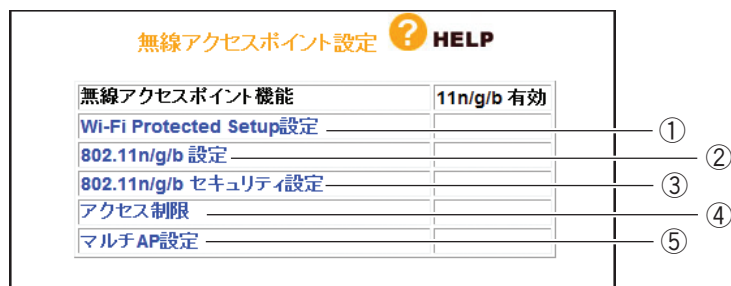 無線アクセスポイント設定 ? HELP
無線アクセスポイント機能 11n/g/b 有効
Wi-Fi Protected Setup設定 ①
802.11n/g/b 設定 ②
802.11n/g/b セキュリティ設定 ③
アクセス制限 ④
マルチAP設定 ⑤